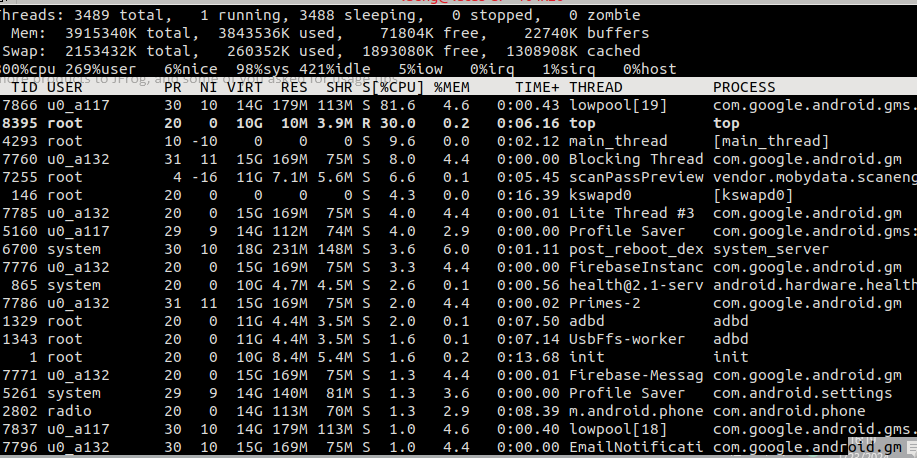 Threads: 3489 total,   1 running, 3488 sleeping,   0 stopped,   0 zombie
Mem:  3915340K total,  3843536K used,    71804K free,    22740K buffers
Swap:  2153432K total,   260352K used,  1893080K free,  1308908K cached
800%cpu 269%user   6%nice  98%sys 421%idle   5%iow   0%irq   1%sirq   0%host
TID USER         PR  NI VIRT  RES  SHR S[%CPU] %MEM     TIME+ THREAD          PROCESS
7866 u0_a117      30  10  14G 179M 113M S 81.6   4.6   0:00.43 lowpool[19]     com.google.android.gms.
8395 root         20   0  10G  10M 3.9M R 30.0   0.2   0:06.16 top             top
4293 root         10 -10    0    0    0 S  9.6   0.0   0:02.12 main_thread     [main_thread]
7760 u0_a132      31  11  15G 169M  75M S  8.0   4.4   0:00.00 Blocking Thread com.google.android.gm
7255 root          4 -16  11G 7.1M 5.6M S  6.6   0.1   0:05.45 scanPassPreview vendor.mobydata.scaneng
146 root         20   0    0    0    0 S  4.3   0.0   0:16.39 kswapd0         [kswapd0]
7785 u0_a132      20   0  15G 169M  75M S  4.0   4.4   0:00.01 Lite Thread #3  com.google.android.gm
5160 u0_a117      29   9  14G 112M  74M S  4.0   2.9   0:00.00 Profile Saver   com.google.android.gms:
6700 system       30  10  18G 231M 148M S  3.6   6.0   0:01.11 post_reboot_dex system_server
7776 u0_a132      20   0  15G 169M  75M S  3.3   4.4   0:00.00 FirebaseInstanc com.google.android.gm
865 system       20   0  10G 4.7M 4.5M S  2.6   0.1   0:00.56 health@2.1-serv android.hardware.health
7786 u0_a132      31  11  15G 169M  75M S  2.0   4.4   0:00.02 Primes-2        com.google.android.gm
1329 root         20   0  11G 4.4M 3.5M S  2.0   0.1   0:07.50 adbd            adbd
1343 root         20   0  11G 4.4M 3.5M S  1.6   0.1   0:07.14 UsbFfs-worker   adbd
1 root         20   0  10G 8.4M 5.4M S  1.6   0.2   0:13.68 init            init
7771 u0_a132      20   0  15G 169M  75M S  1.3   4.4   0:00.01 Firebase-Messag com.google.android.gm
5261 system       29   9  14G 140M  81M S  1.3   3.6   0:00.00 Profile Saver   com.android.settings
2802 radio        20   0  14G 113M  70M S  1.3   2.9   0:08.39 m.android.phone com.android.phone
7837 u0_a117      30  10  14G 179M 113M S  1.0   4.6   0:00.40 lowpool[18]     com.google.android.gms.
7796 u0_a132      30  10  15G 169M  75M S  1.0   4.4   0:00.00 EmailNotificati com.google.android.gm